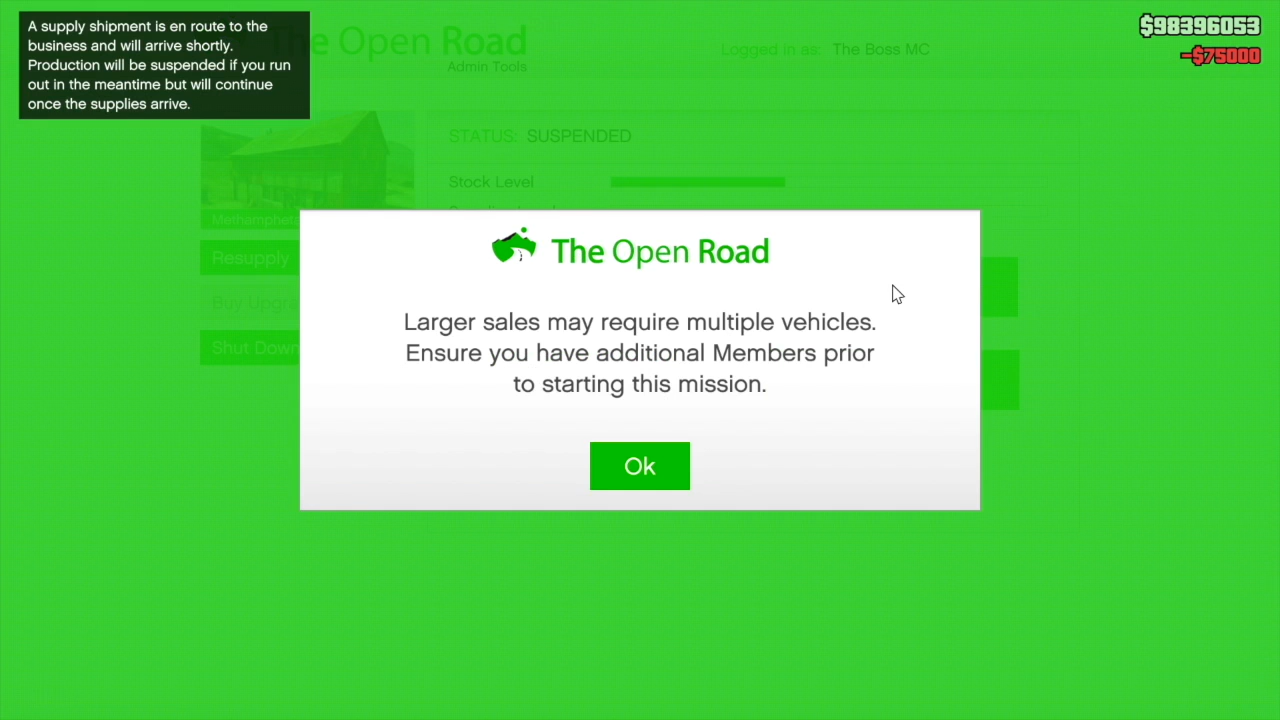 A supply shipment is en route to the
business and will arrive shortly.
Production will be suspended if you run
out in the meantime but will continue
once the supplies arrive.
$98396053
-$75000
The Open Road
Admin Tools
Logged in as: The Boss MC
STATUS: SUSPENDED
Stock Level
Resupply
Shut Down
The Open Road
Larger sales may require multiple vehicles.
Ensure you have additional Members prior
to starting this mission.
Ok